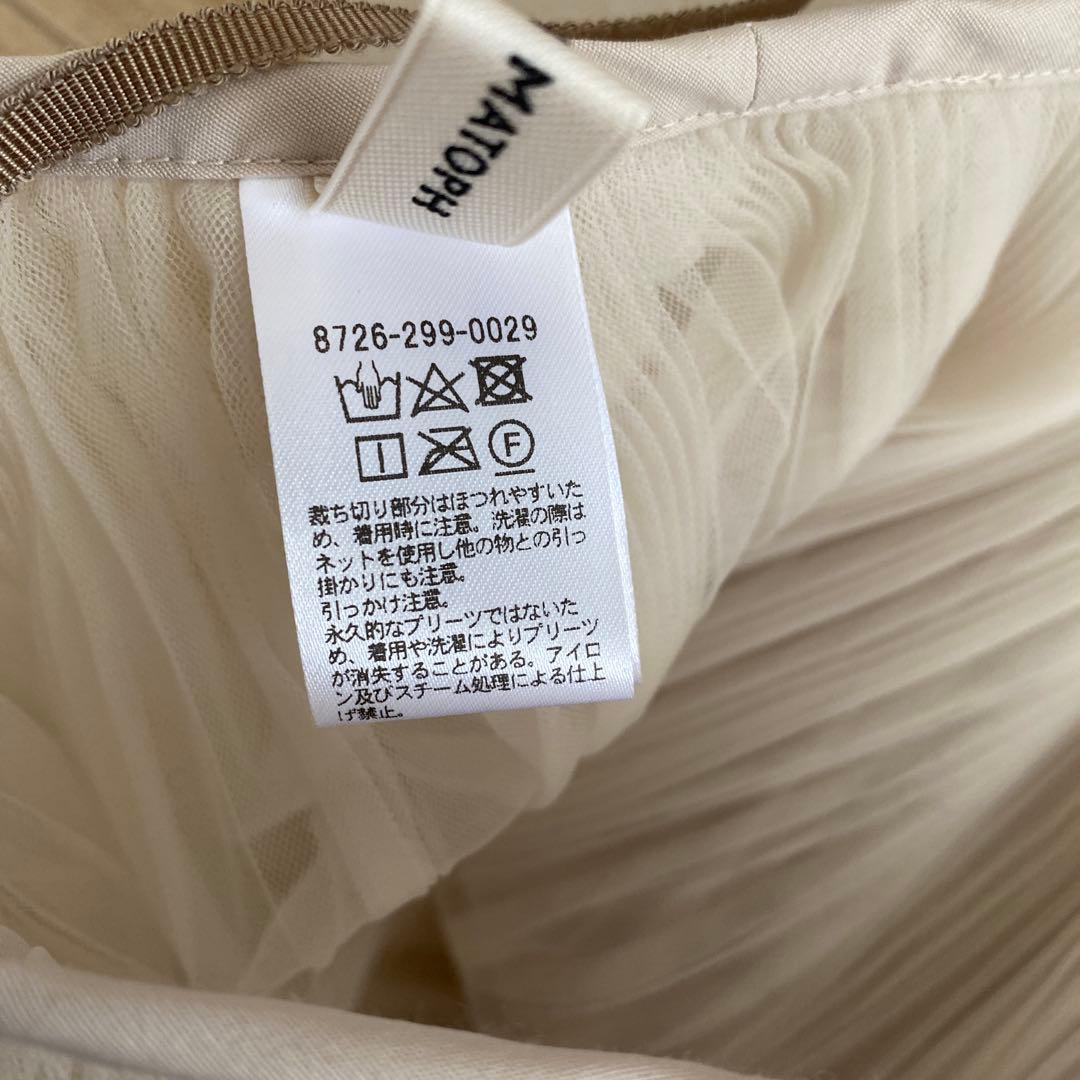 MATOPH
8726-299-0029
F
裁ち切り部分はほつれやすいた
め、着用時に注意。洗濯の際は
ネットを使用し他の物との引っ
掛かりにも注意。
引っかけ注意。
永久的なプリーツではないた
め、着用や洗濯によりプリーツ
が消失することがある。アイロ
ン及びスチーム処理による仕上
げ禁止。